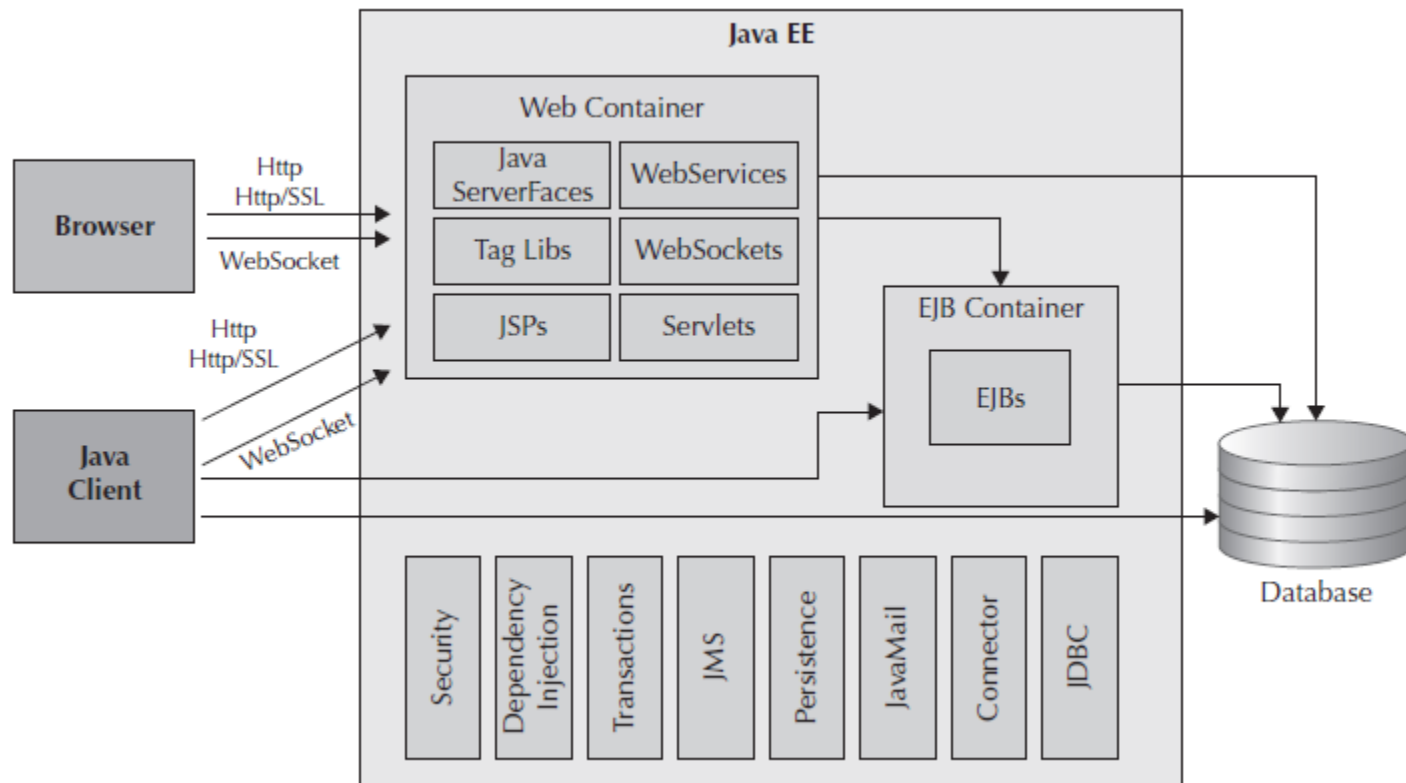 Java EE
Web Container
Java
ServerFaces
WebServices
Tag Libs
WebSockets
JSPs
Servlets
Http
Http/SSL
Browser
WebSocket
Http
Http/SSL
WebSocket
Java
Client
EJB Container
EJBs
Database
Security
Dependency
Injection
Transactions
JMS
Persistence
JavaMail
Connector
JDBC